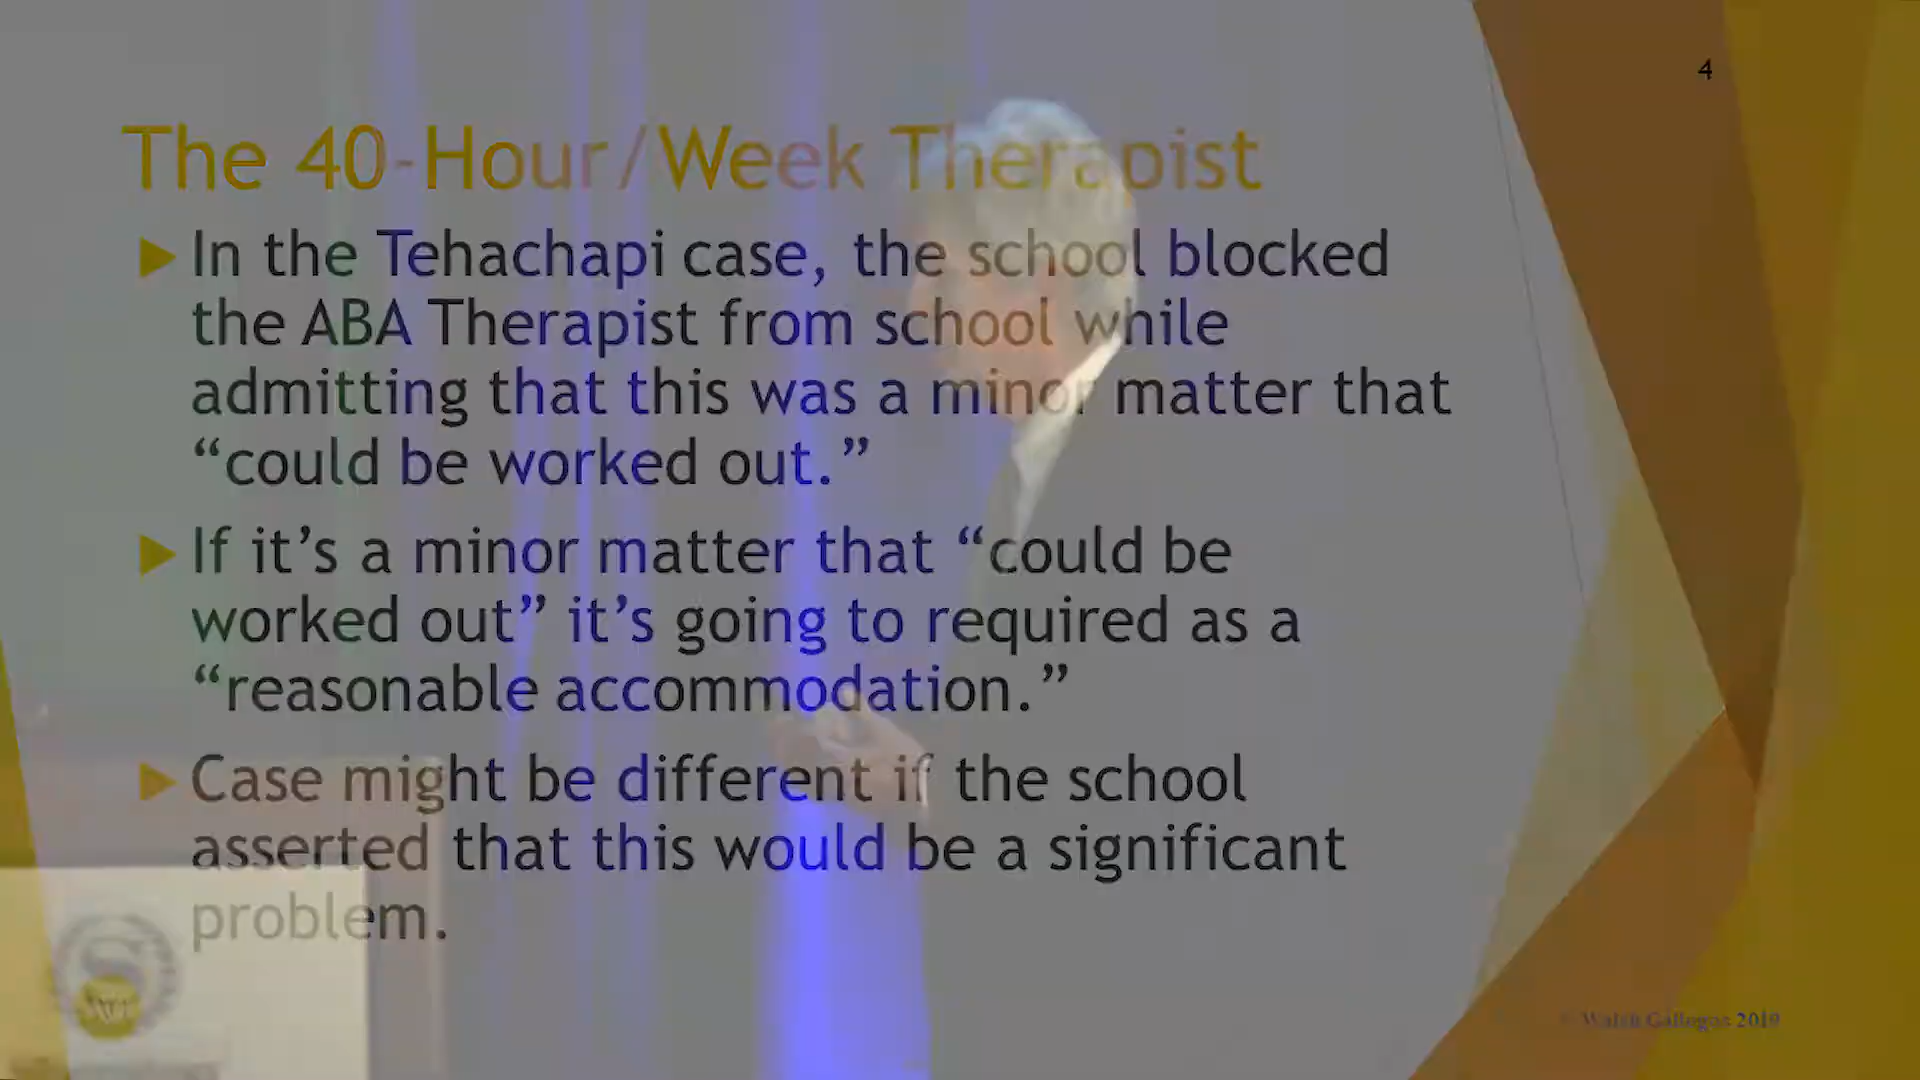 4
The 40-Hour/Week Therapist
In the Tehachapi case, the school blocked
the ABA Therapist from school while
admitting that this was a minor matter that
“could be worked out.”
If it’s a minor matter that “could be
worked out” it’s going to required as a
“reasonable accommodation.”
Case might be different if the school
asserted that this would be a significant
problem.
© Walsh Gallegos 2019